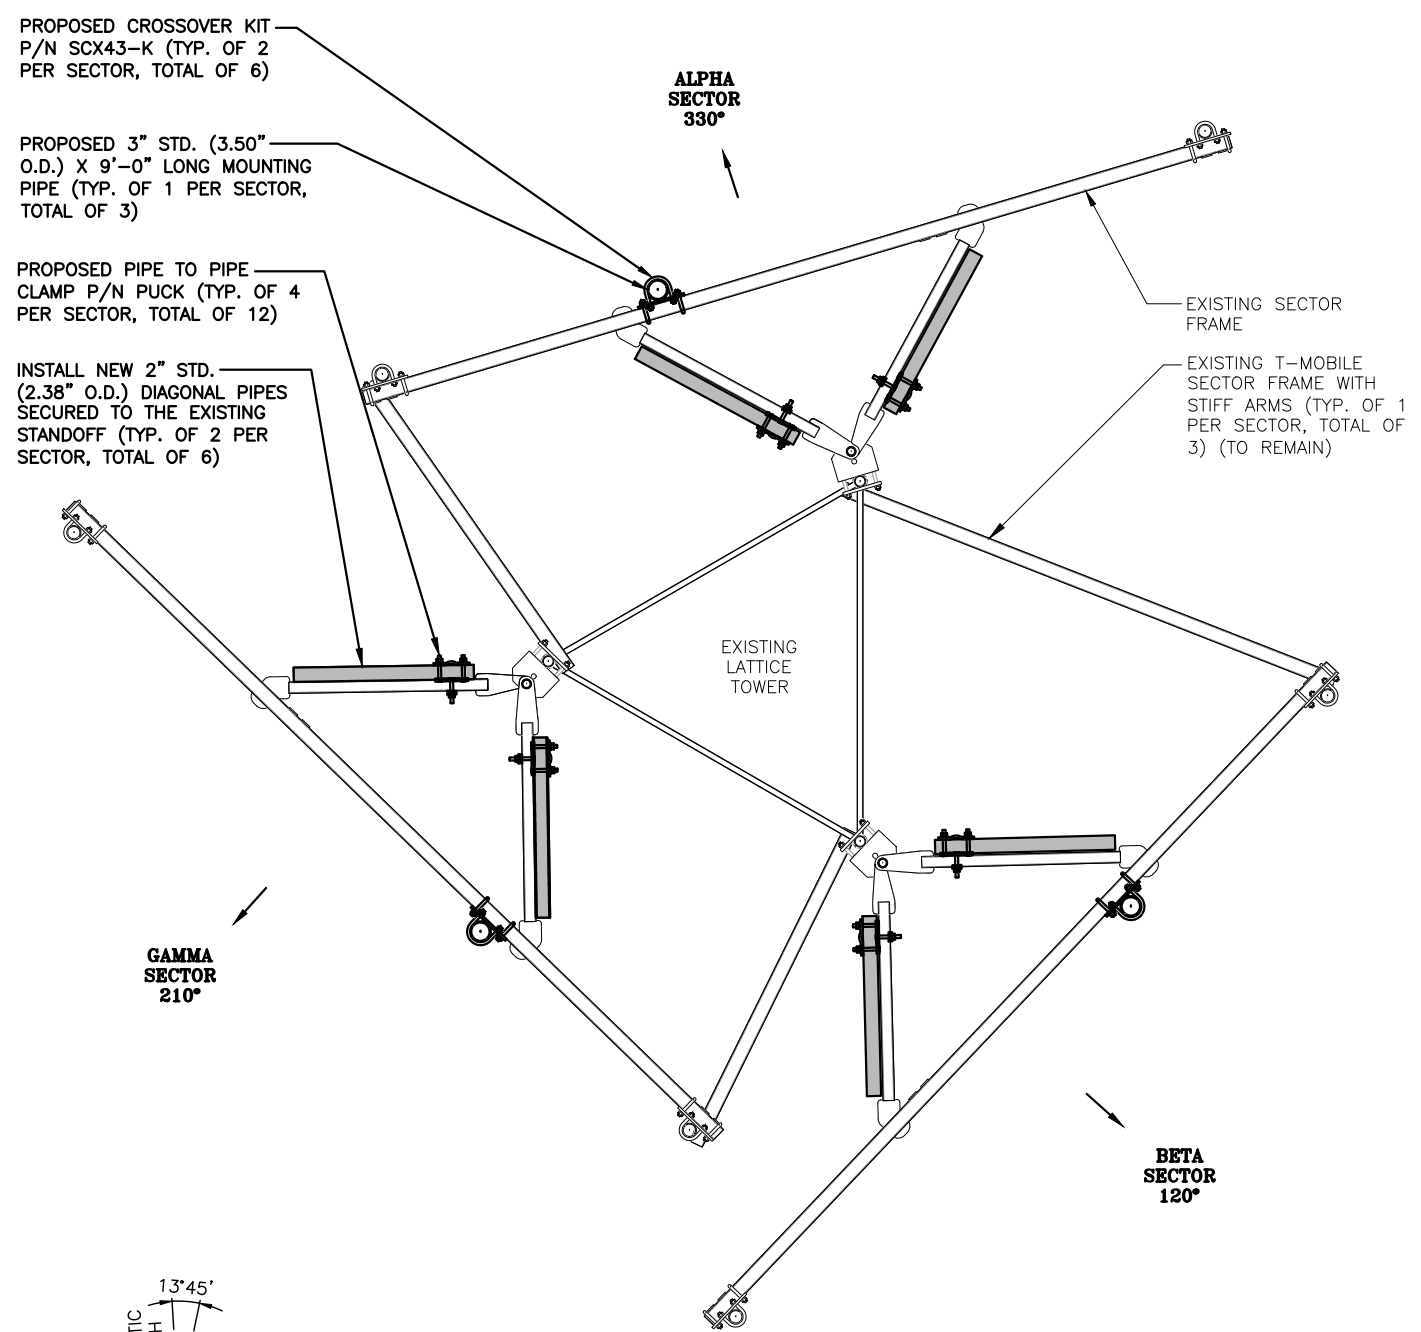 PROPOSED CROSSOVER KIT
P/N SCX43-K (TYP. OF 2
PER SECTOR, TOTAL OF 6)
PROPOSED 3" STD. (3.50"
O.D.) X 9'-0" LONG MOUNTING
PIPE (TYP. OF 1 PER SECTOR,
TOTAL OF 3)
PROPOSED PIPE TO PIPE
CLAMP P/N PUCK (TYP. OF 4
PER SECTOR, TOTAL OF 12)
INSTALL NEW 2" STD.
(2.38" O.D.) DIAGONAL PIPES
SECURED TO THE EXISTING
STANDOFF (TYP. OF 2 PER
SECTOR, TOTAL OF 6)
ALPHA
SECTOR
330°
EXISTING SECTOR
FRAME
EXISTING T-MOBILE
SECTOR FRAME WITH
STIFF ARMS (TYP. OF 1
PER SECTOR, TOTAL OF
3) (TO REMAIN)
EXISTING
LATTICE
TOWER
GAMMA
SECTOR
210°
BETA
SECTOR
120°
13°45'